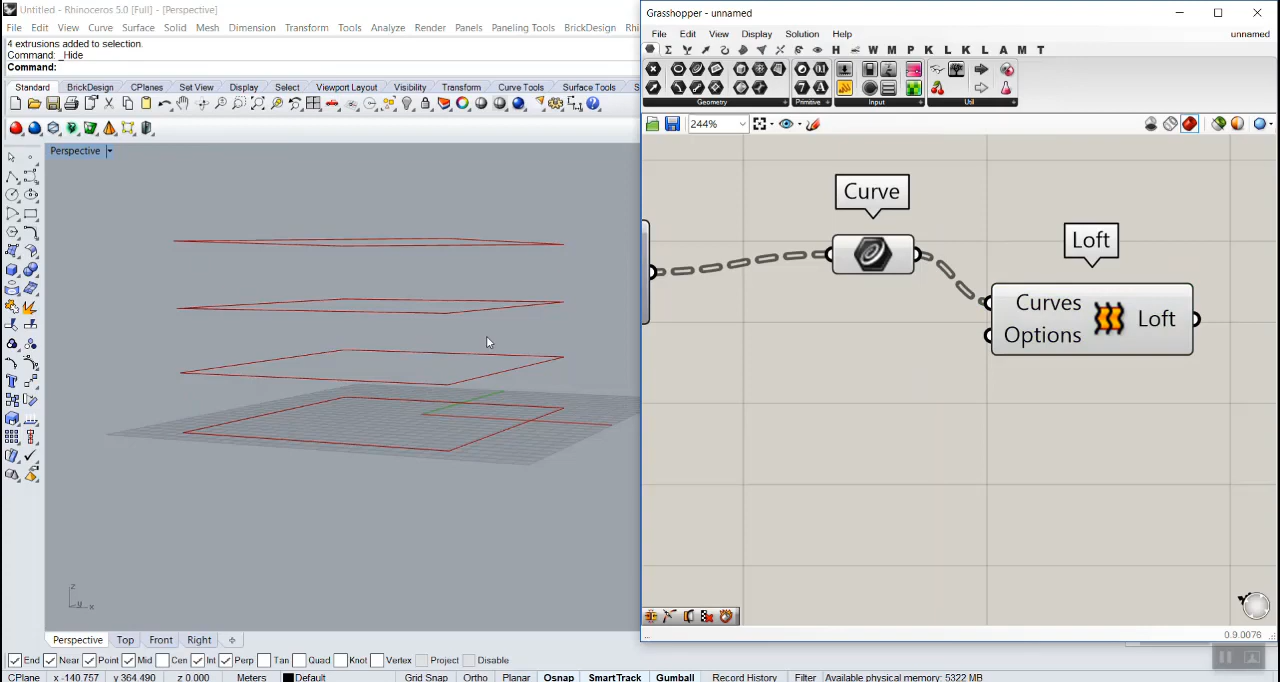 Untitled - Rhinoceros 5.0 [Full] - [Perspective]
File Edit View Curve Surface Solid Mesh Dimension Transform Tools Analyze Render Panels Paneling Tools BrickDesign
4 extrusions added to selection.
Command: _Hide
Command:
Standard BrickDesign CPlanes Set View Display Select Viewport Layout Visibility Transform Curve Tools Surface Tools
Perspective
z
y x
Perspective Top Front Right
End Near Point Mid Cen Int Perp Tan Quad Knot Vertex Project Disable
CPlane x -140.757 y 364.490 z 0.000 Meters Default Grid Snap Ortho Planar Osnap SmartTrack Gumball Record History Filter Available physical memory: 5322 MB
Grasshopper - unnamed
File Edit View Display Solution Help unnamed
H W M P K L K L A M T
Geometry Primitive Input Util
244%
Curve
Loft
Curves
Options
Loft
...
0.9.0076